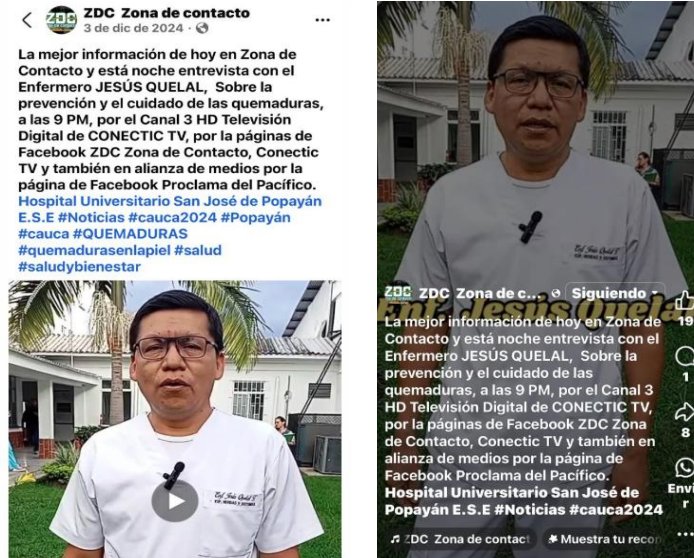 ZDC Zona de contacto
3 de dic de 2024 ·
La mejor información de hoy en Zona de
Contacto y está noche entrevista con el
Enfermero JESÚS QUELAL, Sobre la
prevención y el cuidado de las quemaduras,
a las 9 PM, por el Canal 3 HD Televisión
Digital de CONECTIC TV, por la páginas de
Facebook ZDC Zona de Contacto, Conectic
TV y también en alianza de medios por la
página de Facebook Proclama del Pacífico.
Hospital Universitario San José de Popayán
E.S.E #Noticias #cauca2024 #Popayán
#cauca #QUEMADURAS
#quemadurasenlapiel #salud
#saludybienestar
ZDC Zona de c... Siguiendo
Enf. Jesús Quela
La mejor información de hoy en Zona de
Contacto y está noche entrevista con el
Enfermero JESÚS QUELAL, Sobre la
prevención y el cuidado de las
quemaduras, a las 9 PM, por el Canal 3
HD Televisión Digital de CONECTIC TV,
por la páginas de Facebook ZDC Zona
de Contacto, Conectic TV y también en
alianza de medios por la página de
Facebook Proclama del Pacífico.
Hospital Universitario San José de
Popayán E.S.E #Noticias #cauca2024
ZDC Zona de contact
Muestra tu recor
19
1
8
Envi
r